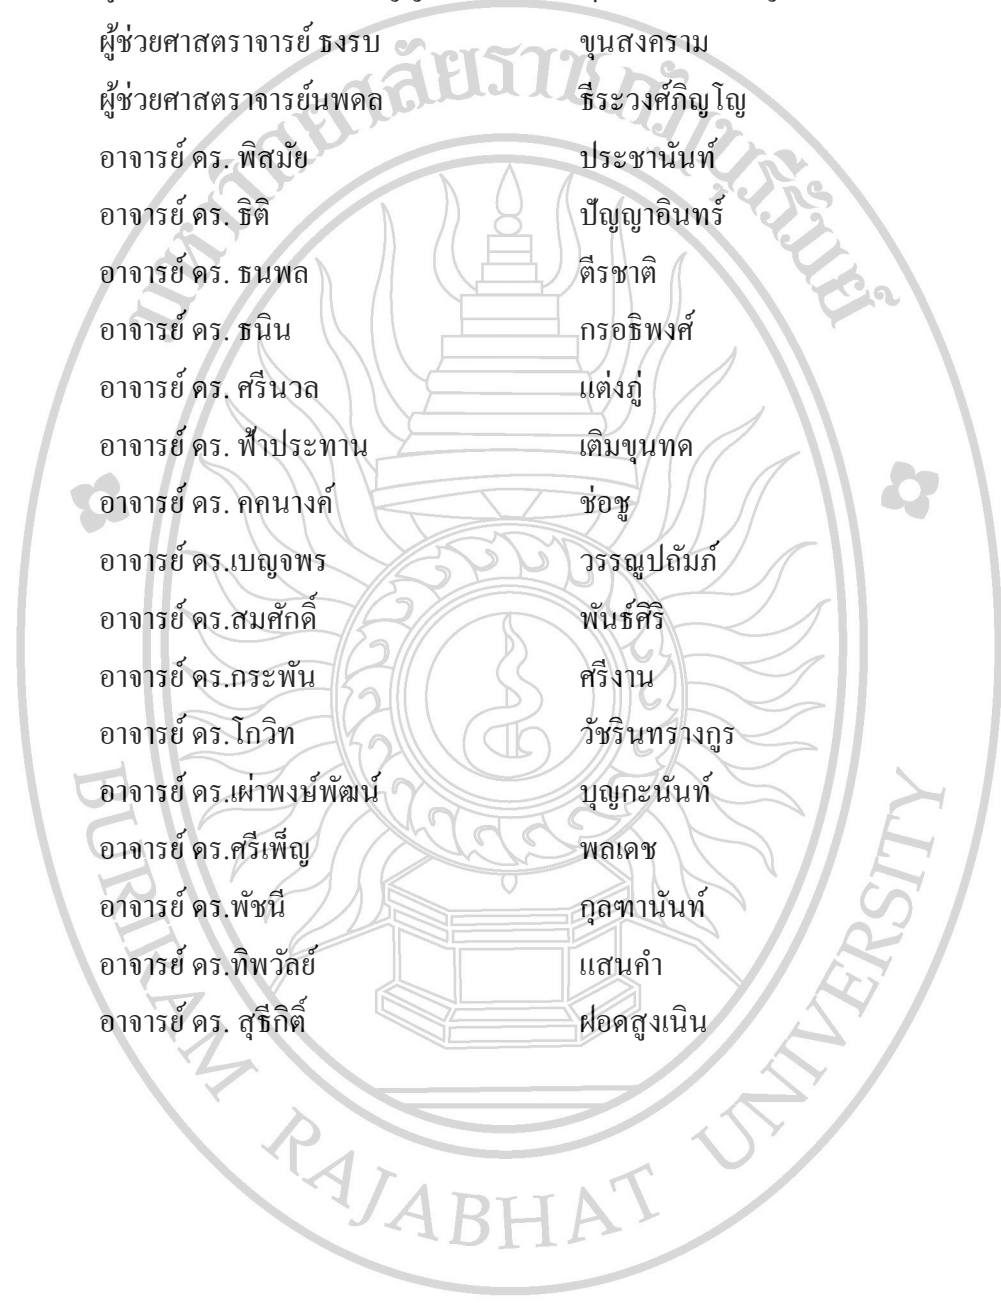 ผู้ช่วยศาสตราจารย์ ธงรบ ขุนสงคราม
ผู้ช่วยศาสตราจารย์นพดล ธีระวงศ์ภิญโญ
อาจารย์ ดร. พิสมัย ประชานันท์
อาจารย์ ดร. ธิติ ปัญญาอินทร์
อาจารย์ ดร. ธนพล ตีรชาติ
อาจารย์ ดร. ธนิน กรอธิพงศ์
อาจารย์ ดร. ศรีนวล แต่งภู่
อาจารย์ ดร. ฟ้าประทาน เติมขุนทด
อาจารย์ ดร. คคนางค์ ช่อชู
อาจารย์ ดร.เบญจพร วรรณูปถัมภ์
อาจารย์ ดร.สมศักดิ์ พันธ์ศิริ
อาจารย์ ดร.กระพัน ศรีงาน
อาจารย์ ดร.โกวิท วัชรินทรางกูร
อาจารย์ ดร.เผ่าพงษ์พัฒน์ บุญกะนันท์
อาจารย์ ดร.ศรีเพ็ญ พลเดช
อาจารย์ ดร.พัชนี กุลฑานันท์
อาจารย์ ดร.ทิพวัลย์ แสนคำ
อาจารย์ ดร. สุธีกิติ์ ฝอดสูงเนิน
มหาวิทยาลัยราชภัฏบุรีรัมย์
BURIRAM RAJABHAT UNIVERSITY